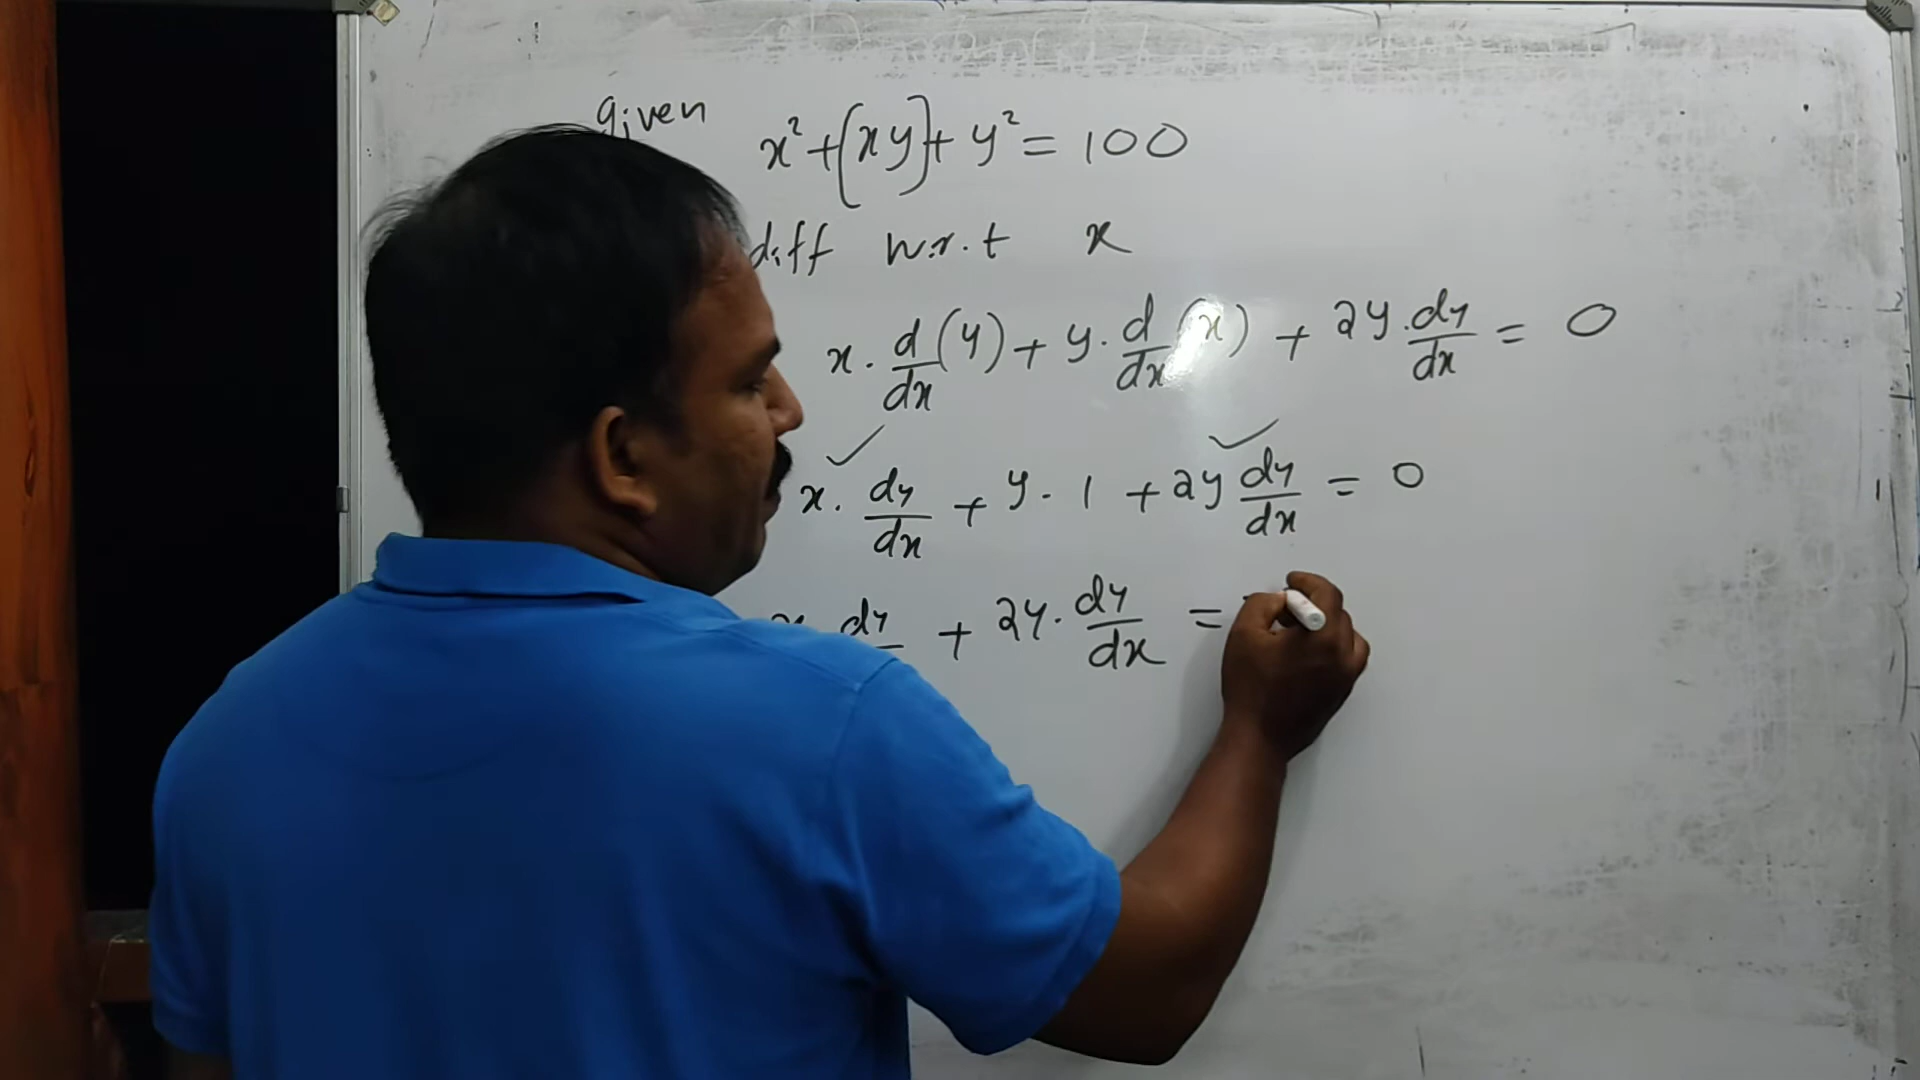 given
x² + (xy) + y² = 100
diff w.r.t x
x · d/dx (y) + y · d/dx (x) + 2y · dy/dx = 0
x · dy/dx + y · 1 + 2y dy/dx = 0
dy + 2y · dy/dx =